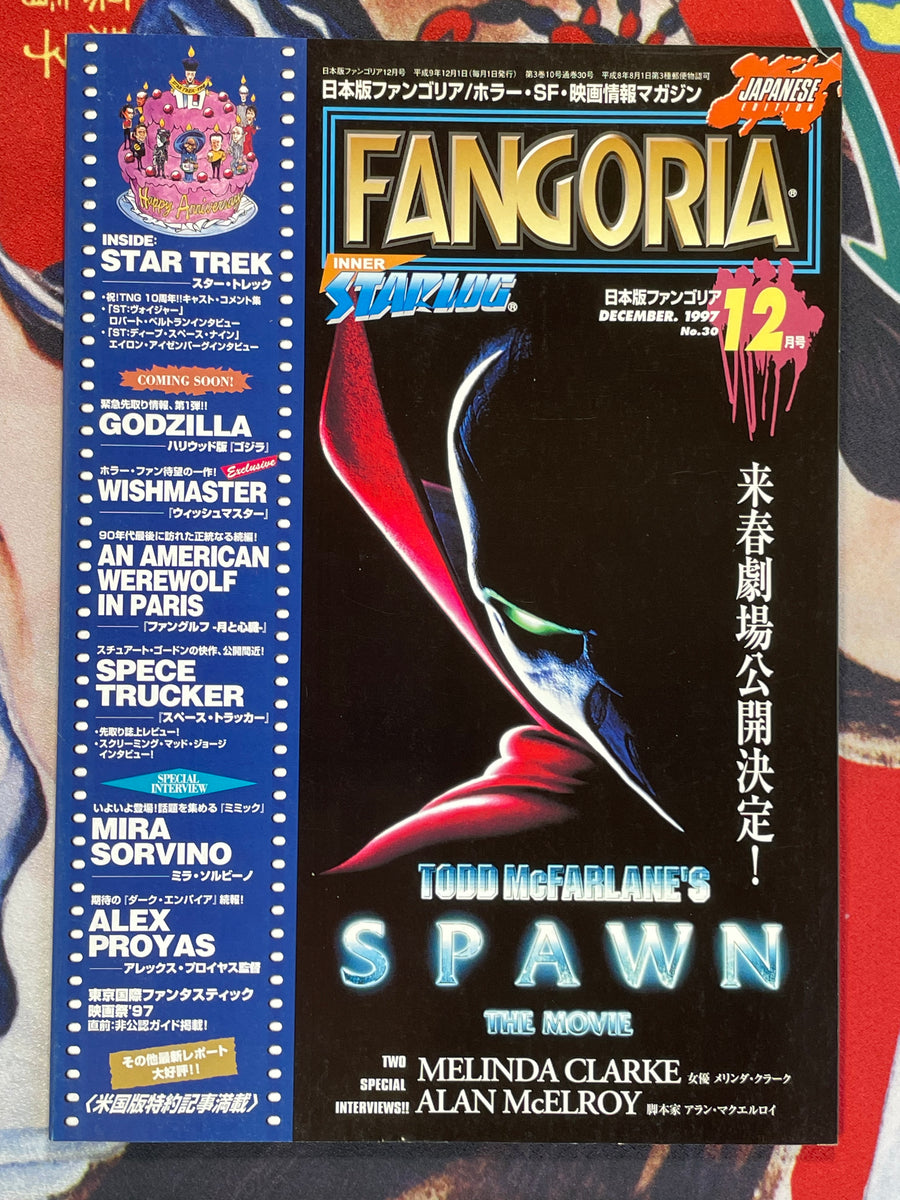 日本版ファンゴリア12月号 平成9年12月1日(毎月1日発行) 第3巻10号通巻30号 平成8年8月1日第3種郵便物認可
日本版ファンゴリア/ホラー・SF・映画情報マガジン
JAPANESE
EDITION
FANGORIA®
INNER
STARLOG®
日本版ファンゴリア
DECEMBER. 1997
No.30
12月号
Happy Anniversary
INSIDE:
STAR TREK
スター・トレック
・祝!TNG 10周年!!キャスト・コメント集
・「ST:ヴォイジャー」
ロバート・ベルトランインタビュー
・「ST:ディープ・スペース・ナイン」
エイロン・アイゼンバーグインタビュー
COMING SOON!
緊急先取り情報、第1弾!!
GODZILLA
ハリウッド版『ゴジラ』
ホラー・ファン待望の一作!
Exclusive
WISHMASTER
『ウィッシュマスター』
90年代最後に訪れた正統なる続編!
AN AMERICAN
WEREWOLF
IN PARIS
『ファングルフ -月と心臓-』
スチュアート・ゴードンの快作、公開間近!
SPECE
TRUCKER
『スペース・トラッカー』
・先取り誌上レビュー!
・スクリーミング・マッド・ジョージ
インタビュー!
SPECIAL
INTERVIEW
いよいよ登場!話題を集める『ミミック』
MIRA
SORVINO
ミラ・ソルビーノ
期待の『ダーク・エンパイア』続報!
ALEX
PROYAS
アレックス・プロイヤス監督
東京国際ファンタスティック
映画祭'97
直前:非公認ガイド掲載!
その他最新レポート
大好評!!
〈米国版特約記事満載〉
来春劇場公開決定!
TODD McFARLANE'S
SPAWN
THE MOVIE
TWO
SPECIAL
INTERVIEWS!!
MELINDA CLARKE 女優 メリンダ・クラーク
ALAN McELROY 脚本家 アラン・マクエルロイ